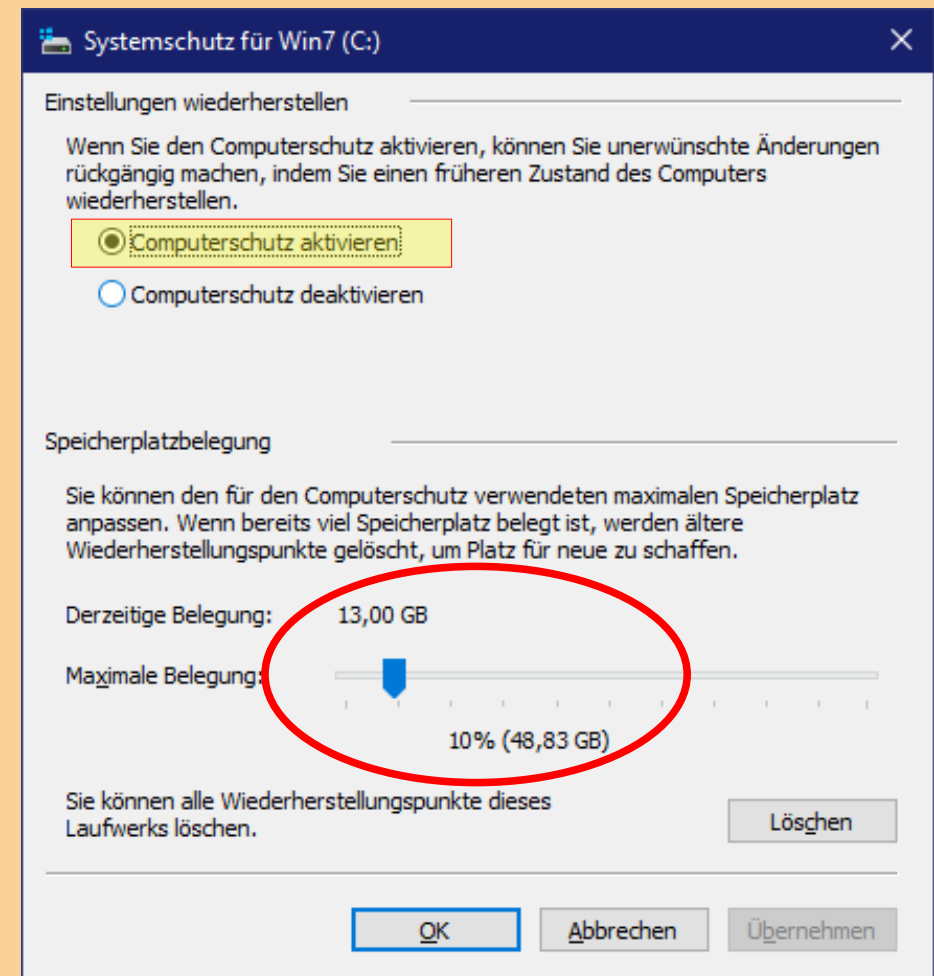 Systemschutz für Win7 (C:)
Einstellungen wiederherstellen
Wenn Sie den Computerschutz aktivieren, können Sie unerwünschte Änderungen
rückgängig machen, indem Sie einen früheren Zustand des Computers
wiederherstellen.
Computerschutz aktivieren
Computerschutz deaktivieren
Speicherplatzbelegung
Sie können den für den Computerschutz verwendeten maximalen Speicherplatz
anpassen. Wenn bereits viel Speicherplatz belegt ist, werden ältere
Wiederherstellungspunkte gelöscht, um Platz für neue zu schaffen.
Derzeitige Belegung: 13,00 GB
Maximale Belegung:
10% (48,83 GB)
Sie können alle Wiederherstellungspunkte dieses
Laufwerks löschen.
Löschen
OK Abbrechen Übernehmen